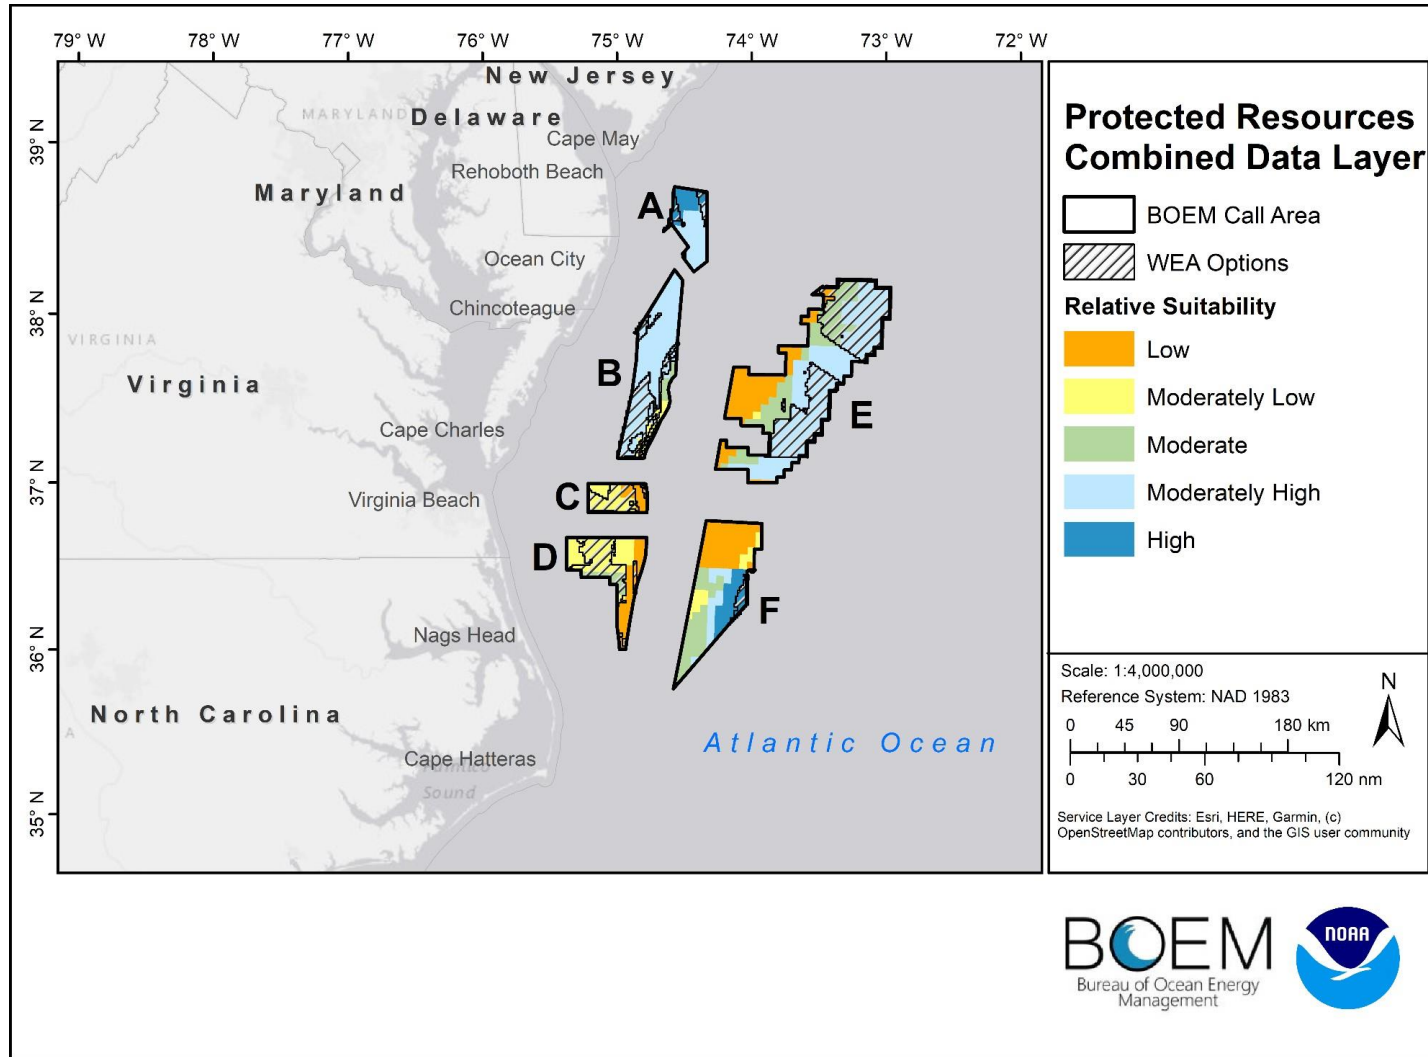 79° W 78° W 77° W 76° W 75° W 74° W 73° W 72° W
39° N
38° N
37° N
36° N
35° N
New Jersey
MARYLAND
Delaware
Cape May
Rehoboth Beach
Maryland
A
Ocean City
Chincoteague
VIRGINIA
Virginia
B
E
Cape Charles
C
Virginia Beach
D
F
Nags Head
North Carolina
A
Atlantic Ocean
Cape Hatteras
Pamlico
Sound
Protected Resources
Combined Data Layer
BOEM Call Area
WEA Options
Relative Suitability
Low
Moderately Low
Moderate
Moderately High
High
Scale: 1:4,000,000
Reference System: NAD 1983
N
0 45 90 180 km
0 30 60 120 nm
Service Layer Credits: Esri, HERE, Garmin, (c)
OpenStreetMap contributors, and the GIS user community
BOEM
Bureau of Ocean Energy
Management
NOAA